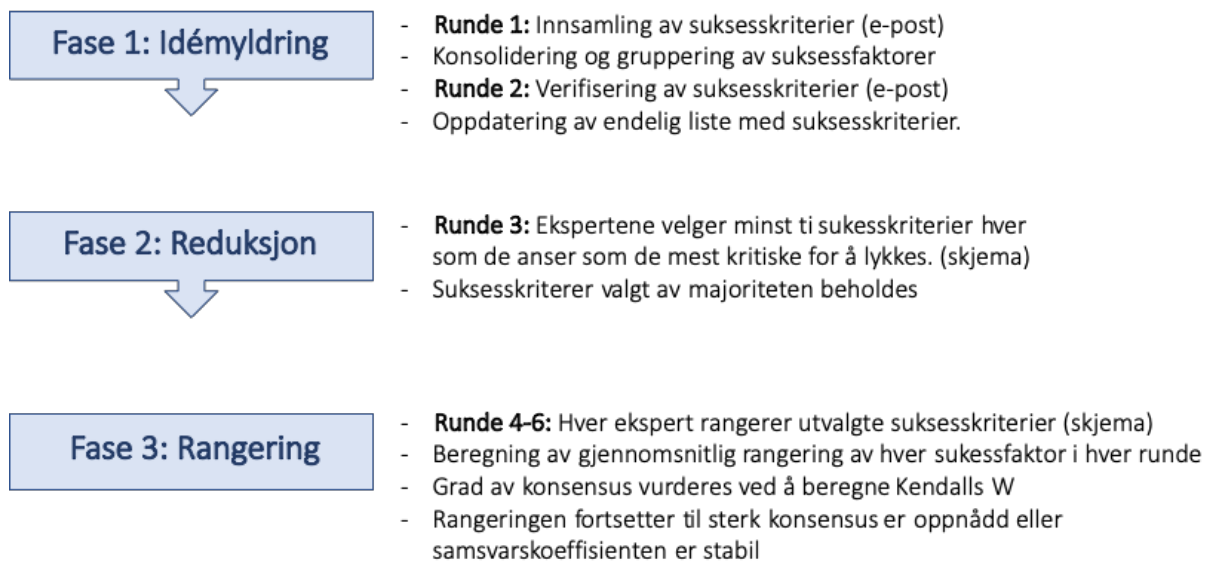 Fase 1: Idémyldring
- Runde 1: Innsamling av suksesskriterier (e-post)
- Konsolidering og gruppering av suksessfaktorer
- Runde 2: Verifisering av suksesskriterier (e-post)
- Oppdatering av endelig liste med suksesskriterier.
Fase 2: Reduksjon
- Runde 3: Ekspertene velger minst ti sukesskriterier hver
som de anser som de mest kritiske for å lykkes. (skjema)
- Suksesskriterer valgt av majoriteten beholdes
Fase 3: Rangering
- Runde 4-6: Hver ekspert rangerer utvalgte suksesskriterier (skjema)
- Beregning av gjennomsnitlig rangering av hver sukessfaktor i hver runde
- Grad av konsensus vurderes ved å beregne Kendalls W
- Rangeringen fortsetter til sterk konsensus er oppnådd eller
samsvarskoeffisienten er stabil